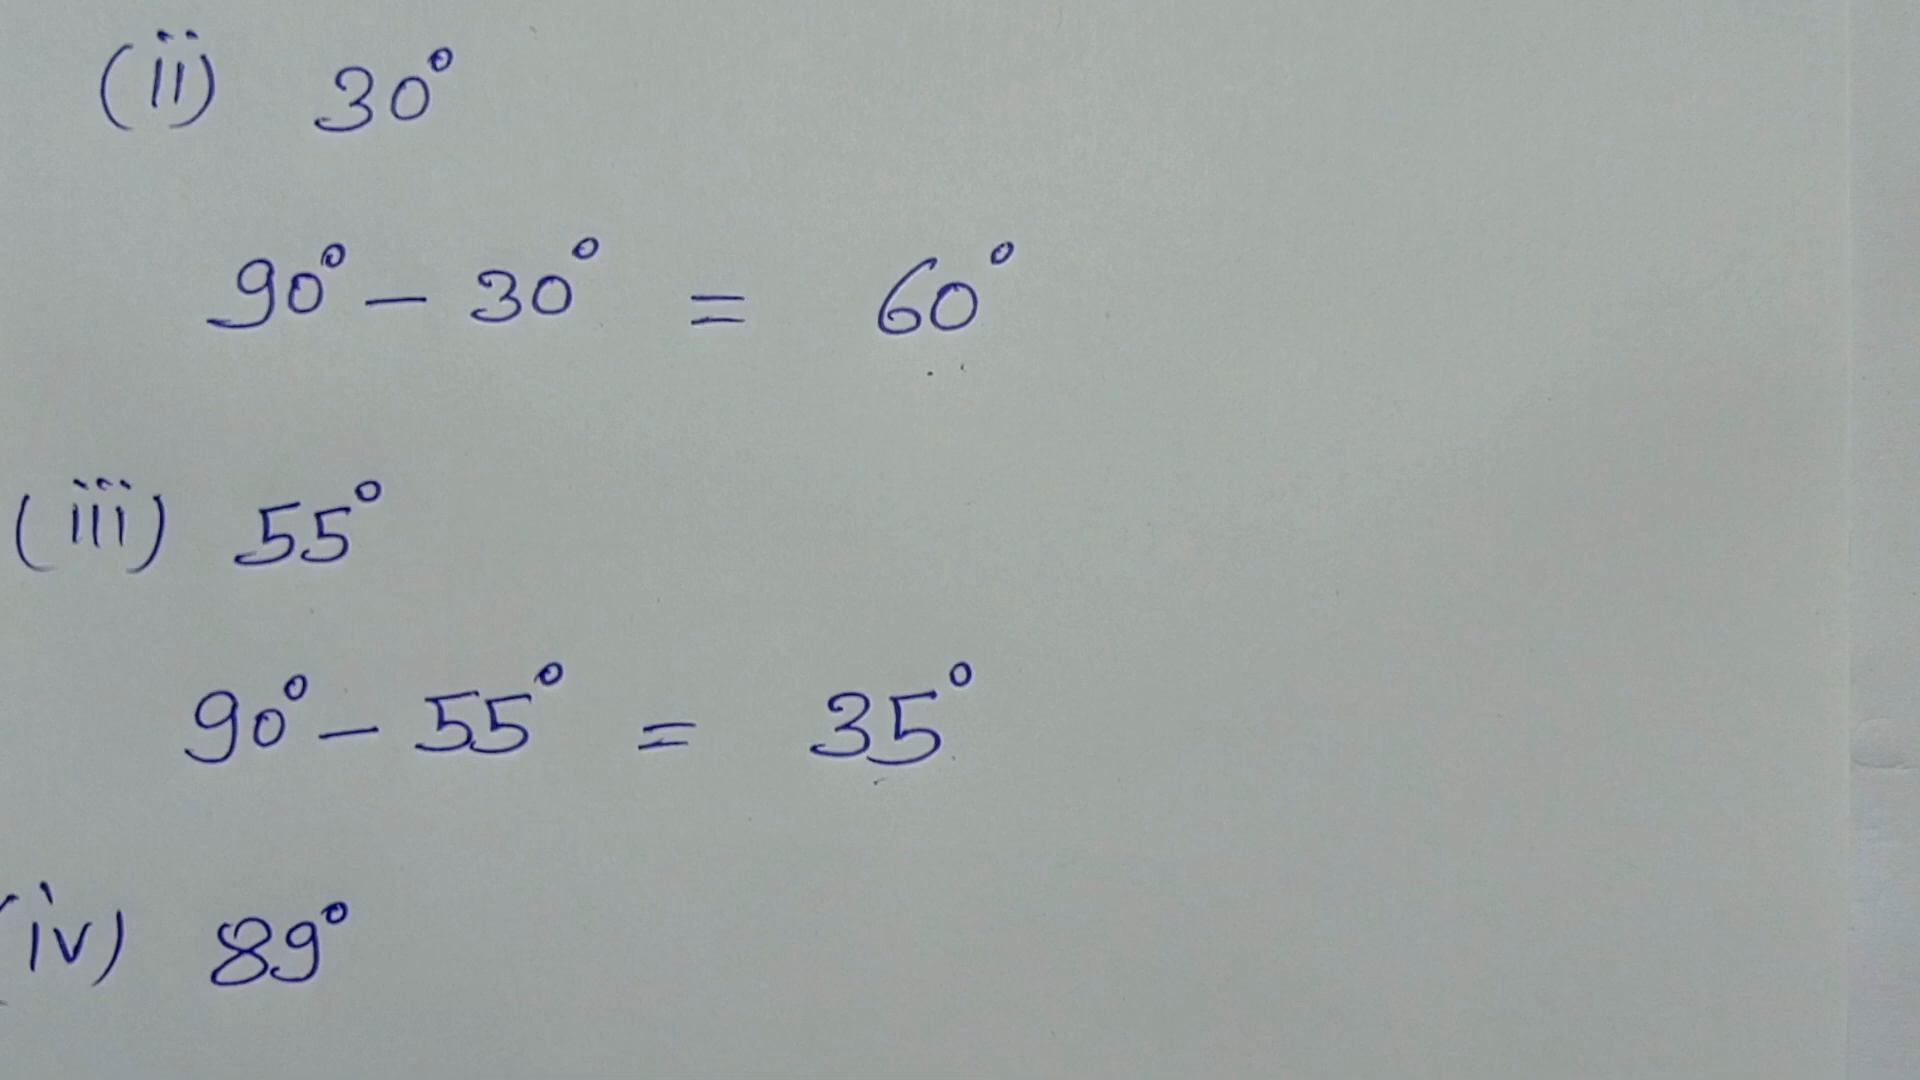 (ii) 30°
90° – 30° = 60°
(iii) 55°
90° – 55° = 35°
(iv) 89°